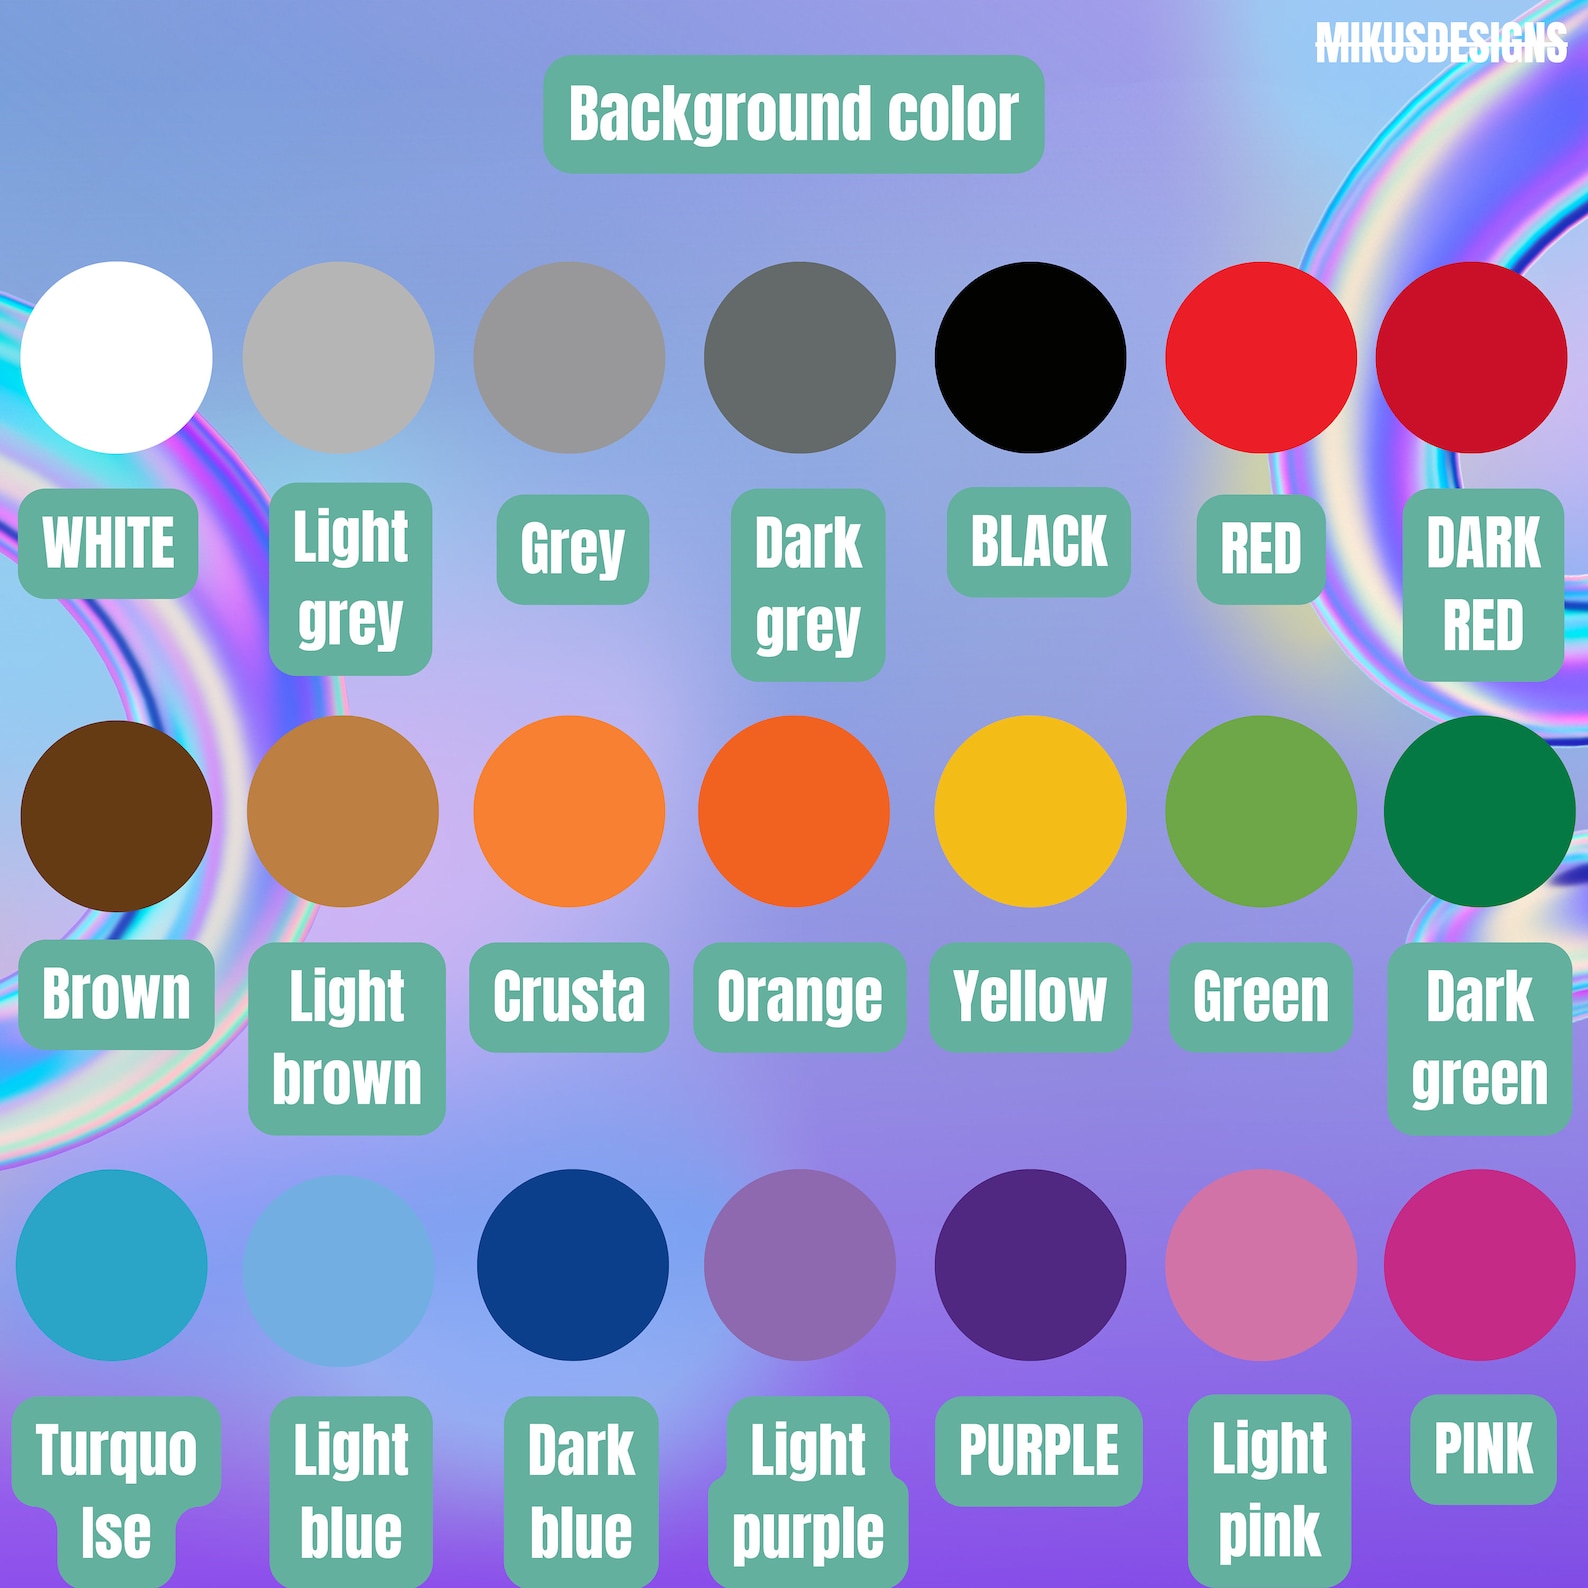 MIKUSDESIGNS
Background color
WHITE
Light
grey
Grey
Dark
grey
BLACK
RED
DARK
RED
Brown
Light
brown
Crusta
Orange
Yellow
Green
Dark
green
Turquo
Ise
Light
blue
Dark
blue
Light
purple
PURPLE
Light
pink
PINK